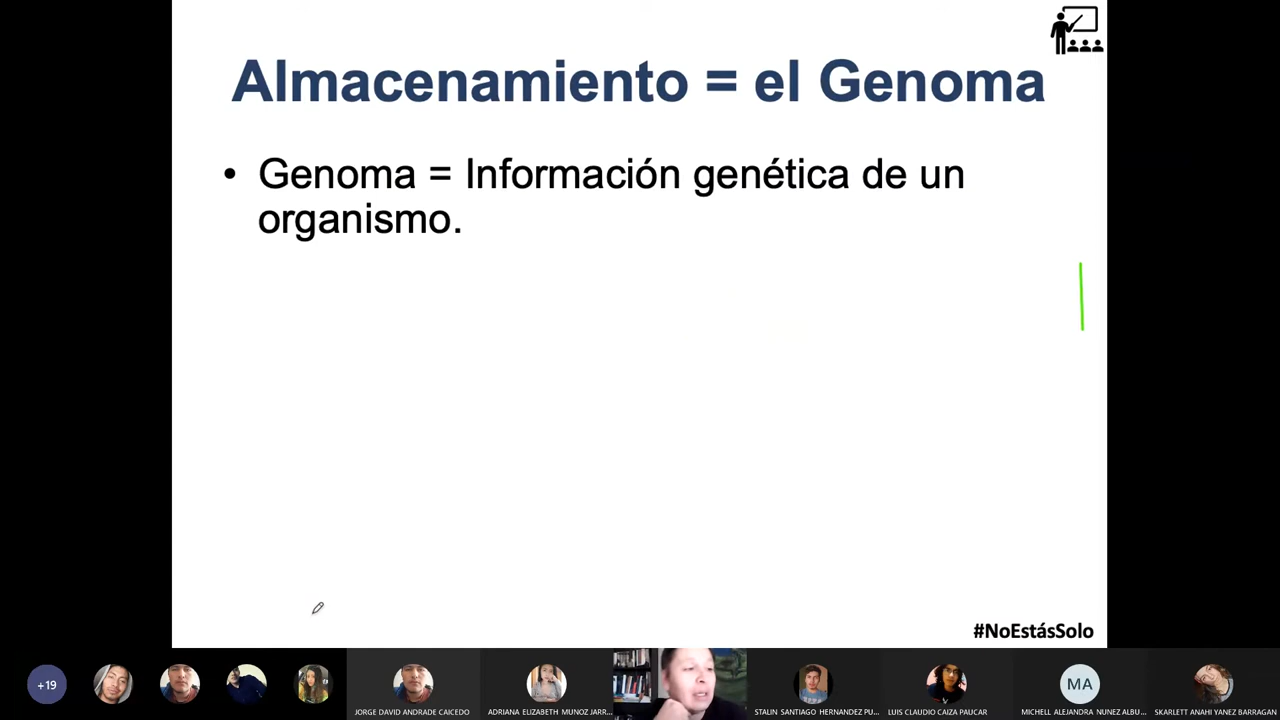 Almacenamiento = el Genoma
• Genoma = Información genética de un
organismo.
#NoEstásSolo
+19
JORGE DAVID ANDRADE CAICEDO
ADRIANA ELIZABETH MUNOZ JARR...
STALIN SANTIAGO HERNANDEZ PU...
LUIS CLAUDIO CAIZA PAUCAR
MA
MICHELL ALEJANDRA NUNEZ ALBU...
SKARLETT ANAHI YANEZ BARRAGAN